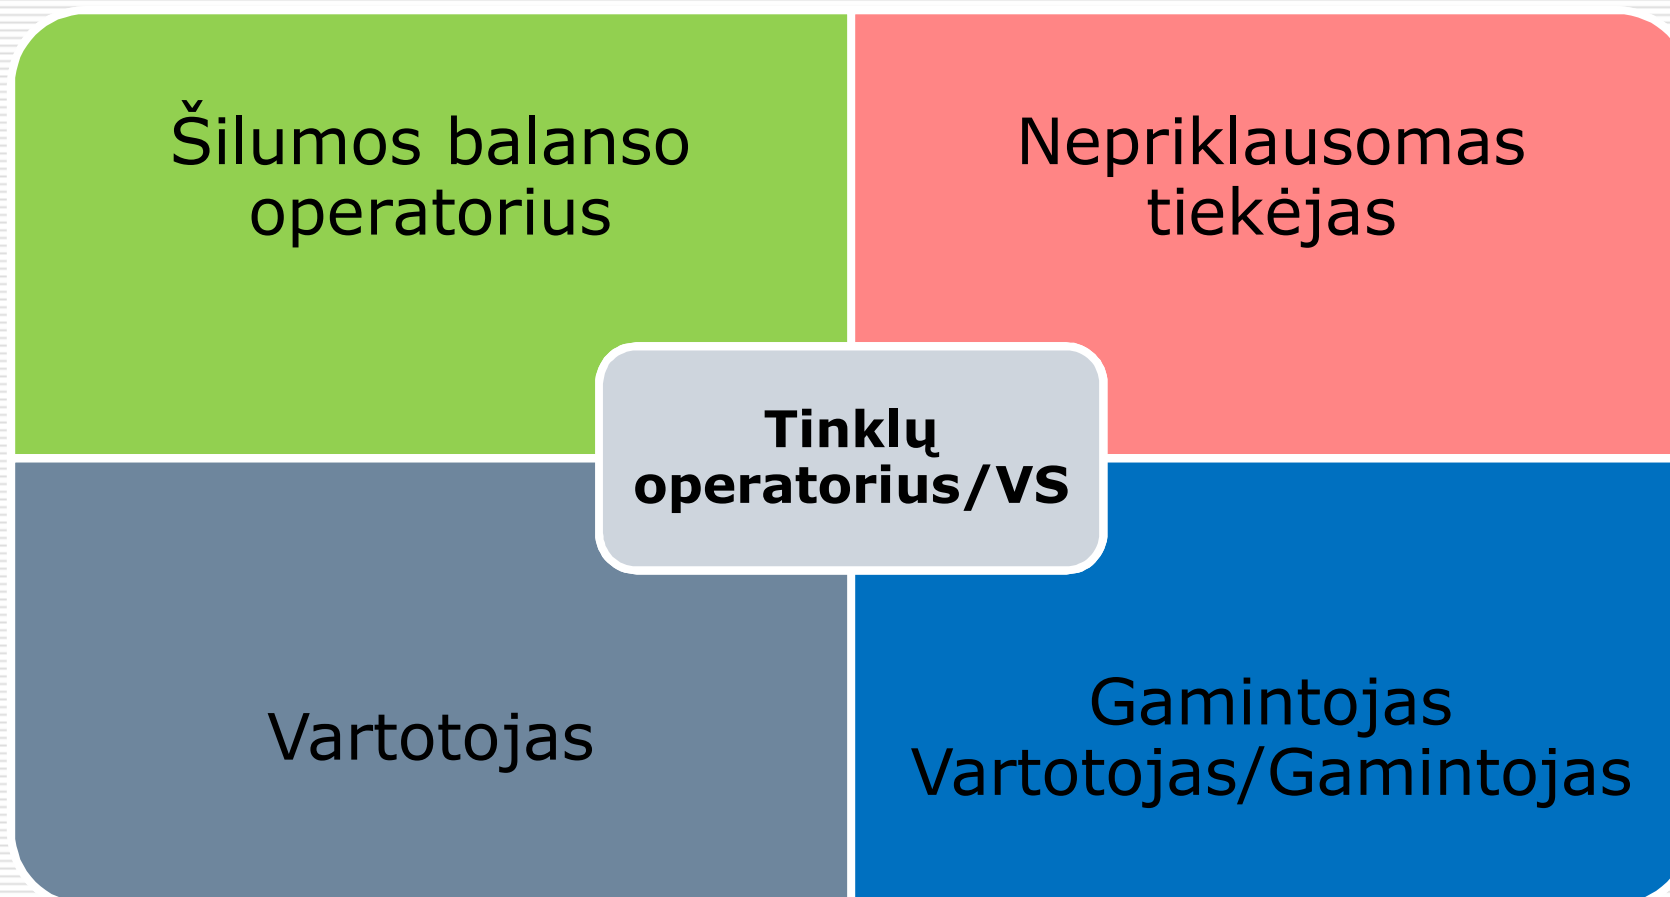 Šilumos balanso
operatorius
Nepriklausomas
tiekėjas
Tinklų
operatorius/VS
Vartotojas
Gamintojas
Vartotojas/Gamintojas